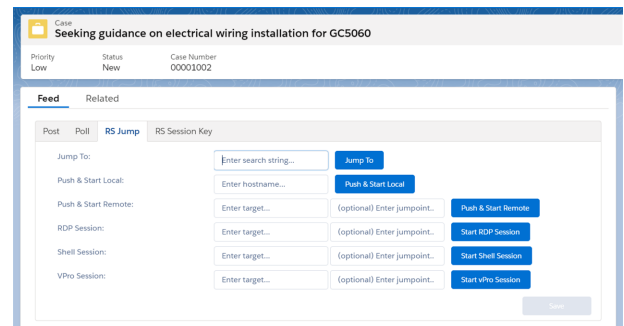 Case
Seeking guidance on electrical wiring installation for GC5060
Priority Status Case Number
Low New 00001002
Feed Related
Post Poll RS Jump RS Session Key
Jump To: Enter search string... Jump To
Push & Start Local: Enter hostname... Push & Start Local
Push & Start Remote: Enter target... (optional) Enter jumpoint.. Push & Start Remote
RDP Session: Enter target... (optional) Enter jumpoint.. Start RDP Session
Shell Session: Enter target... (optional) Enter jumpoint.. Start Shell Session
VPro Session: Enter target... (optional) Enter jumpoint.. Start vPro Session
Save